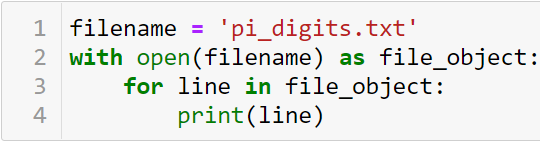 1 filename = 'pi_digits.txt'
2 with open(filename) as file_object:
3     for line in file_object:
4         print(line)